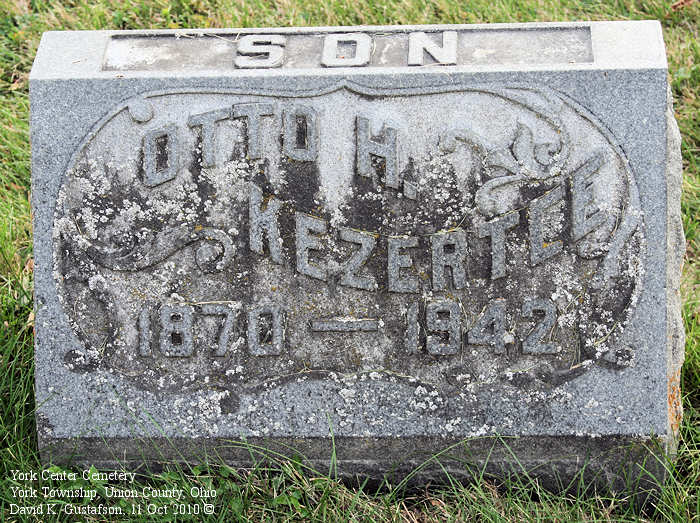 SON
OTTO H.
KEZERTEE
1870 — 1942
York Center Cemetery
York Township, Union County, Ohio
David K. Gustafson, 11 Oct 2010 ©